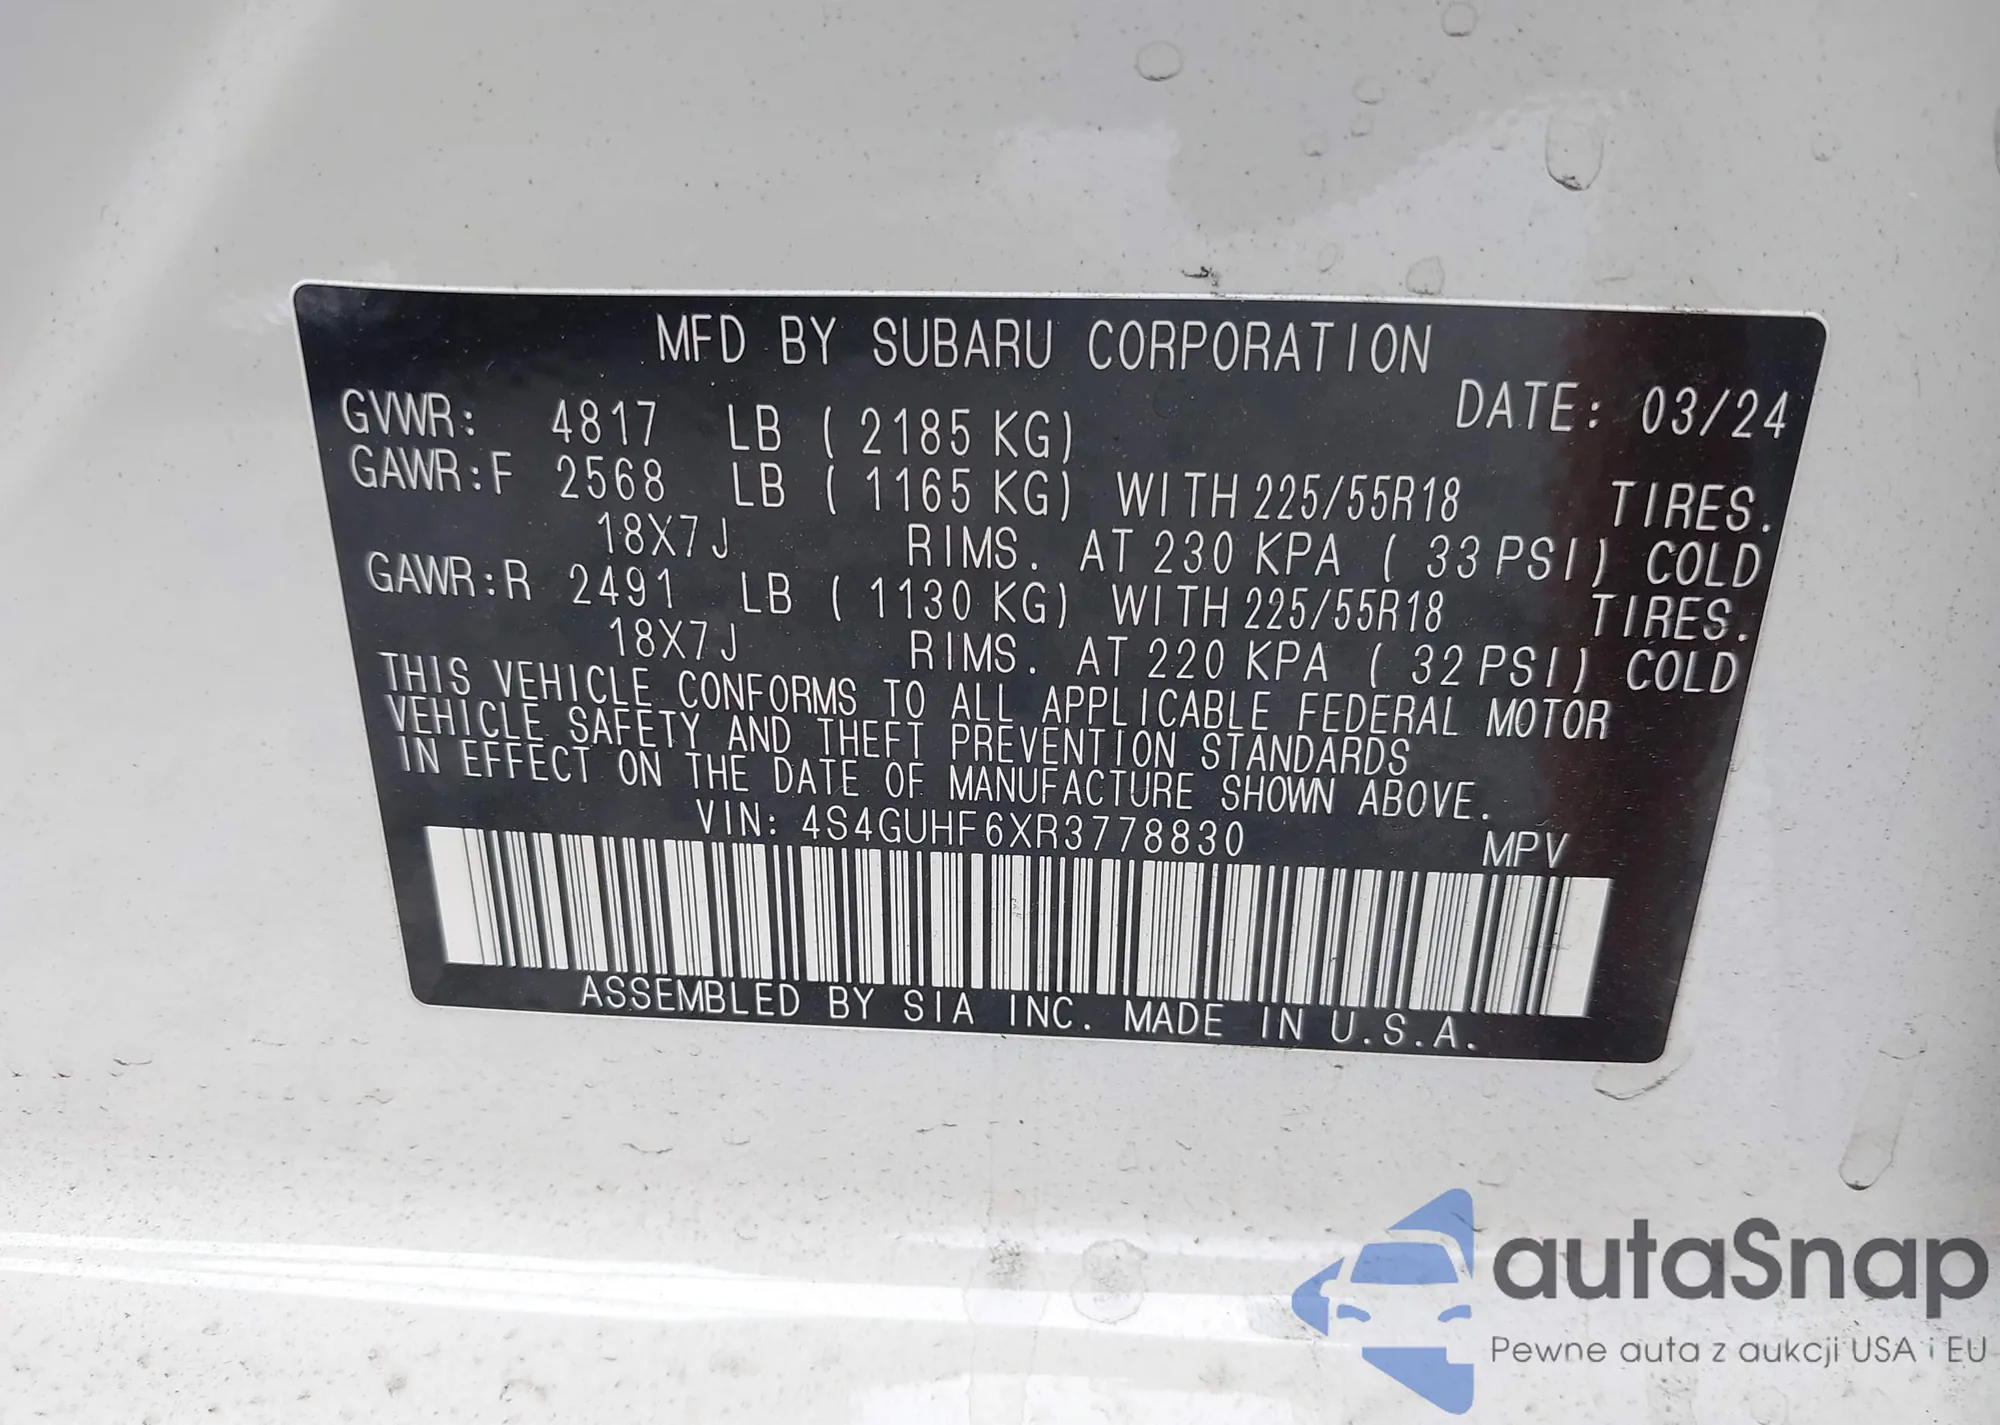 MFD BY SUBARU CORPORATION
DATE: 03/24
GVWR: 4817 LB ( 2185 KG)
GAWR:F 2568 LB ( 1165 KG) WITH 225/55R18 TIRES.
18X7J RIMS. AT 230 KPA ( 33 PSI) COLD
GAWR:R 2491 LB ( 1130 KG) WITH 225/55R18 TIRES.
18X7J RIMS. AT 220 KPA ( 32 PSI) COLD
THIS VEHICLE CONFORMS TO ALL APPLICABLE FEDERAL MOTOR
VEHICLE SAFETY AND THEFT PREVENTION STANDARDS
IN EFFECT ON THE DATE OF MANUFACTURE SHOWN ABOVE.
VIN: 4S4GUHF6XR3778830 MPV
ASSEMBLED BY SIA INC. MADE IN U.S.A.
autaSnap
Pewne auta z aukcji USA i EU